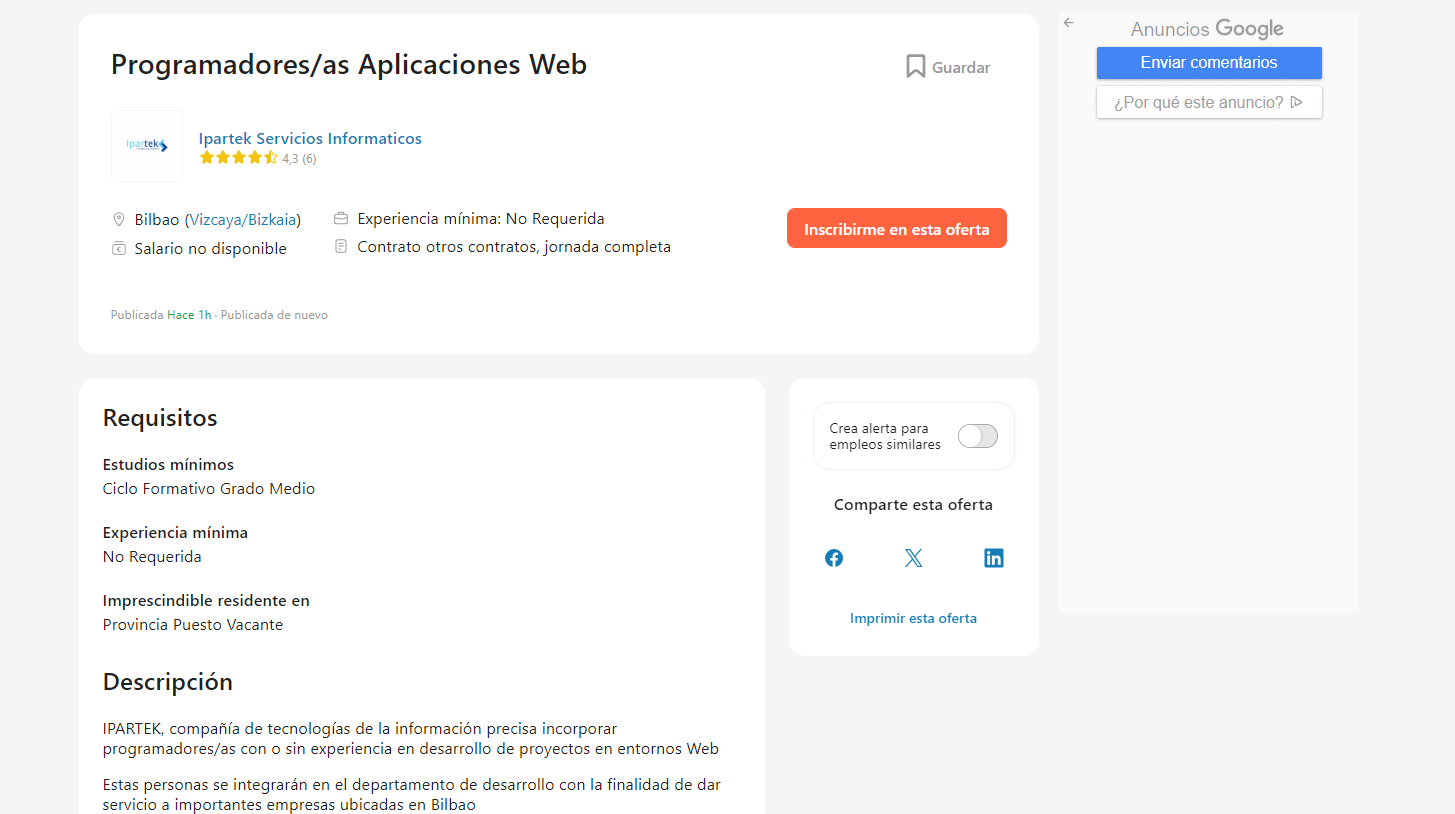 Programadores/as Aplicaciones Web
Guardar
Ipartek
Ipartek Servicios Informaticos
4,3 (6)
Bilbao (Vizcaya/Bizkaia)
Salario no disponible
Experiencia mínima: No Requerida
Contrato otros contratos, jornada completa
Inscribirme en esta oferta
Publicada Hace 1h · Publicada de nuevo
Anuncios Google
Enviar comentarios
¿Por qué este anuncio?
Requisitos
Estudios mínimos
Ciclo Formativo Grado Medio
Experiencia mínima
No Requerida
Imprescindible residente en
Provincia Puesto Vacante
Descripción
IPARTEK, compañía de tecnologías de la información precisa incorporar
programadores/as con o sin experiencia en desarrollo de proyectos en entornos Web
Estas personas se integrarán en el departamento de desarrollo con la finalidad de dar
servicio a importantes empresas ubicadas en Bilbao
Crea alerta para
empleos similares
Comparte esta oferta
Imprimir esta oferta